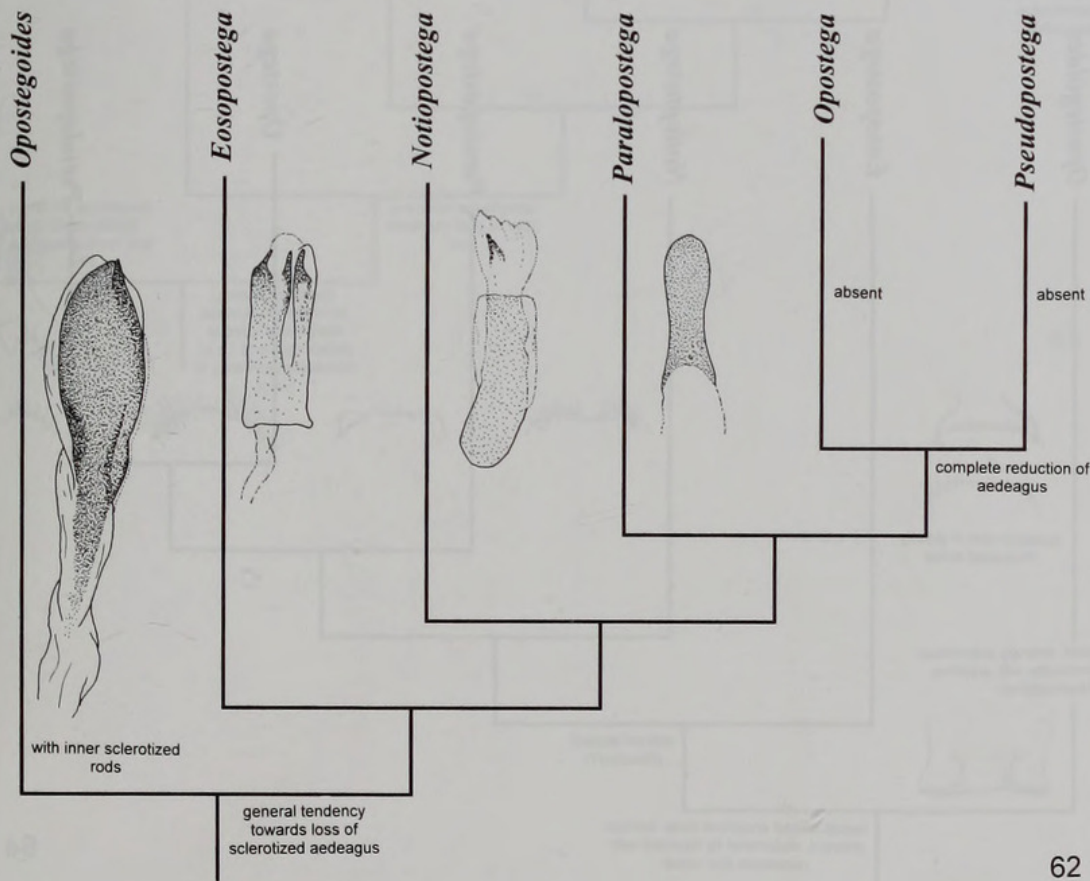 Opostegoides
Eosopostega
Notiopostega
Paralopostega
Opostega
Pseudopostega
absent
absent
complete reduction of
aedeagus
with inner sclerotized
rods
general tendency
towards loss of
sclerotized aedeagus
62